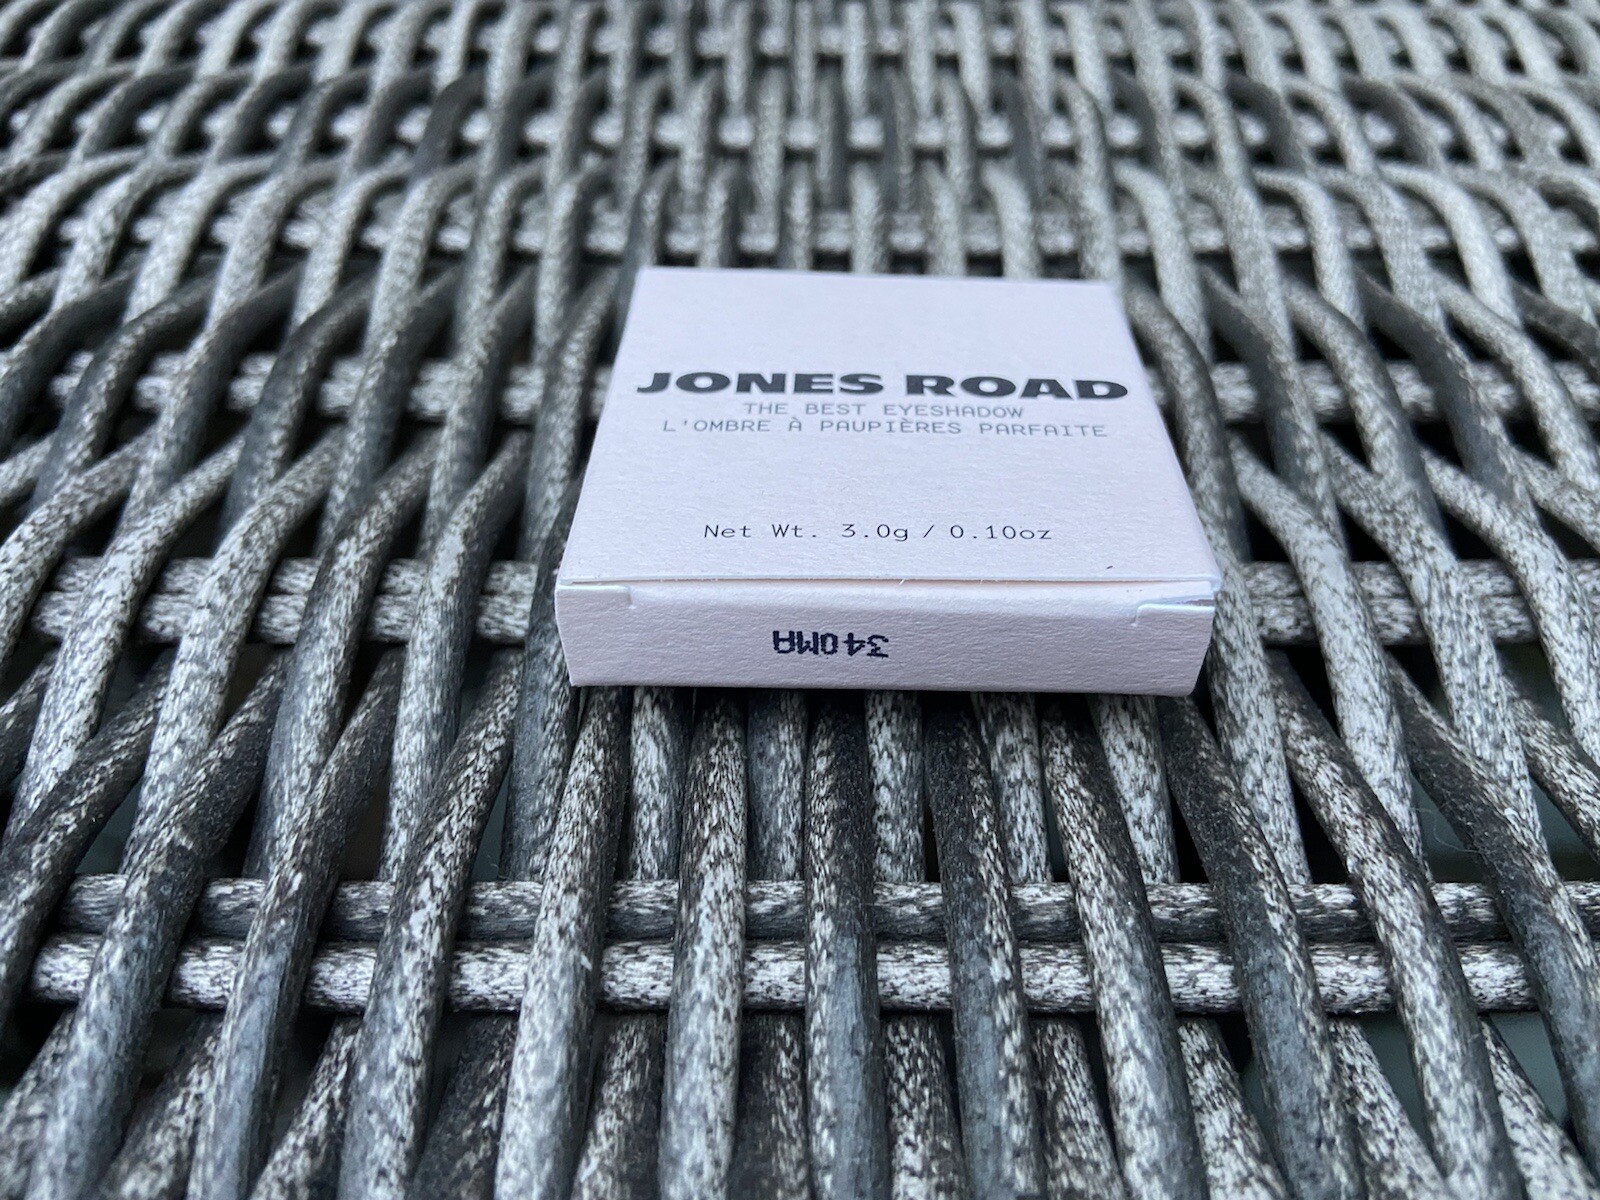 JONES ROAD
THE BEST EYESHADOW
L'OMBRE À PAUPIÈRES PARFAITE
Net Wt. 3.0g / 0.10oz
340MA